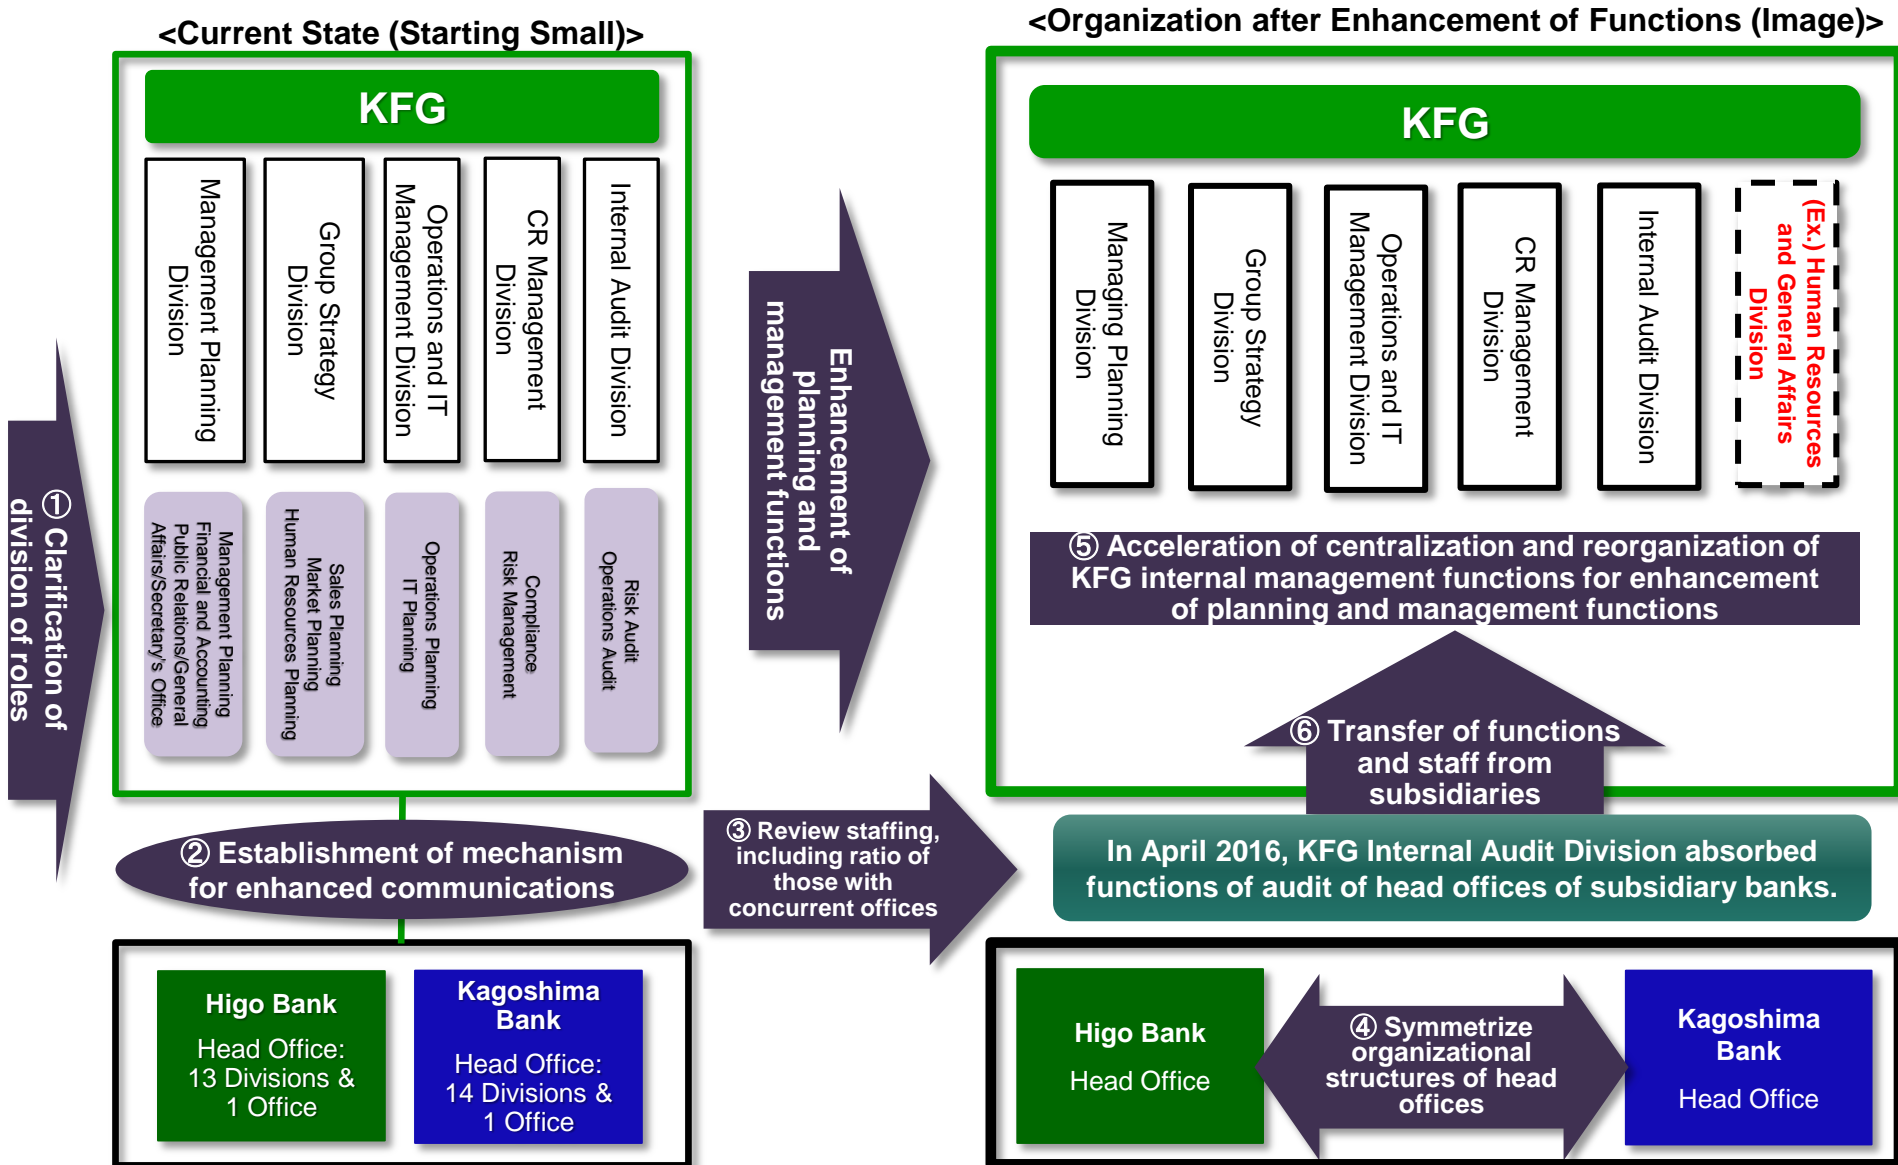 <Current State (Starting Small)>
KFG
Management Planning
Division
Group Strategy
Division
Operations and IT
Management Division
CR Management
Division
Internal Audit Division
Management Planning
Financial and Accounting
Public Relations/General
Affairs/Secretary's Office
Sales Planning
Market Planning
Human Resources Planning
Operations Planning
IT Planning
Compliance
Risk Management
Risk Audit
Operations Audit
① Clarification of
division of roles
② Establishment of mechanism
for enhanced communications
Higo Bank
Head Office:
13 Divisions &
1 Office
Kagoshima
Bank
Head Office:
14 Divisions &
1 Office
Enhancement of
planning and
management functions
③ Review staffing,
including ratio of
those with
concurrent offices
<Organization after Enhancement of Functions (Image)>
KFG
Managing Planning
Division
Group Strategy
Division
Operations and IT
Management Division
CR Management
Division
Internal Audit Division
(Ex.) Human Resources
and General Affairs
Division
⑤ Acceleration of centralization and reorganization of
KFG internal management functions for enhancement
of planning and management functions
⑥ Transfer of functions
and staff from
subsidiaries
In April 2016, KFG Internal Audit Division absorbed
functions of audit of head offices of subsidiary banks.
Higo Bank
Head Office
④ Symmetrize
organizational
structures of head
offices
Kagoshima
Bank
Head Office